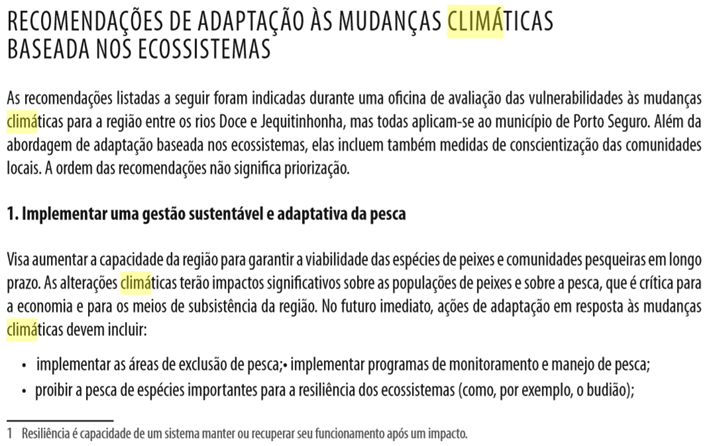 RECOMENDAÇÕES DE ADAPTAÇÃO ÀS MUDANÇAS CLIMÁTICAS
BASEADA NOS ECOSSISTEMAS
As recomendações listadas a seguir foram indicadas durante uma oficina de avaliação das vulnerabilidades às mudanças
climáticas para a região entre os rios Doce e Jequitinhonha, mas todas aplicam-se ao município de Porto Seguro. Além da
abordagem de adaptação baseada nos ecossistemas, elas incluem também medidas de conscientização das comunidades
locais. A ordem das recomendações não significa priorização.
1. Implementar uma gestão sustentável e adaptativa da pesca
Visa aumentar a capacidade da região para garantir a viabilidade das espécies de peixes e comunidades pesqueiras em longo
prazo. As alterações climáticas terão impactos significativos sobre as populações de peixes e sobre a pesca, que é crítica para
a economia e para os meios de subsistência da região. No futuro imediato, ações de adaptação em resposta às mudanças
climáticas devem incluir:
• implementar as áreas de exclusão de pesca;• implementar programas de monitoramento e manejo de pesca;
• proibir a pesca de espécies importantes para a resiliência dos ecossistemas (como, por exemplo, o budião);
1 Resiliência é capacidade de um sistema manter ou recuperar seu funcionamento após um impacto.